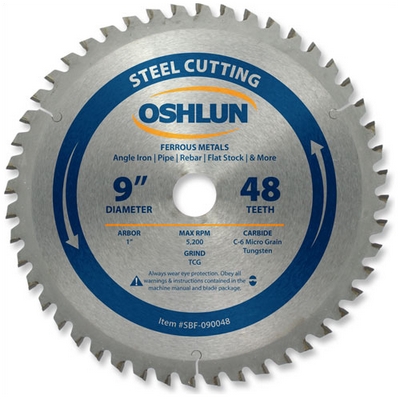 STEEL CUTTING
OSHLUN
FERROUS METALS
Angle Iron | Pipe | Rebar | Flat Stock | & More
9” 48
DIAMETER TEETH
ARBOR MAX RPM CARBIDE
1" 5,200 C-6 Micro Grain
GRIND Tungsten
TCG
Always wear eye protection. Obey all
warnings & instructions contained in the
machine manual and blade package.
Item #SBF-090048